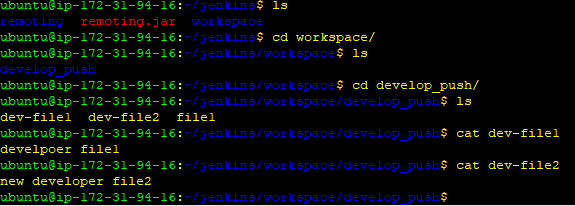 ubuntu@ip-172-31-94-16:~/jenkins$ ls
remoting  remoting.jar  workspace
ubuntu@ip-172-31-94-16:~/jenkins$ cd workspace/
ubuntu@ip-172-31-94-16:~/jenkins/workspace$ ls
develop_push
ubuntu@ip-172-31-94-16:~/jenkins/workspace$ cd develop_push/
ubuntu@ip-172-31-94-16:~/jenkins/workspace/develop_push$ ls
dev-file1  dev-file2  file1
ubuntu@ip-172-31-94-16:~/jenkins/workspace/develop_push$ cat dev-file1
develpoer file1
ubuntu@ip-172-31-94-16:~/jenkins/workspace/develop_push$ cat dev-file2
new developer file2
ubuntu@ip-172-31-94-16:~/jenkins/workspace/develop_push$